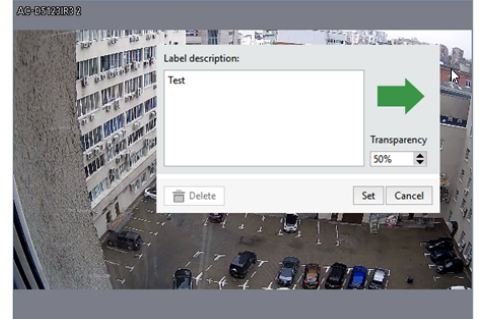 AC-D5123IR3 2
Label description:
Test
Transparency
50%
Delete
Set
Cancel